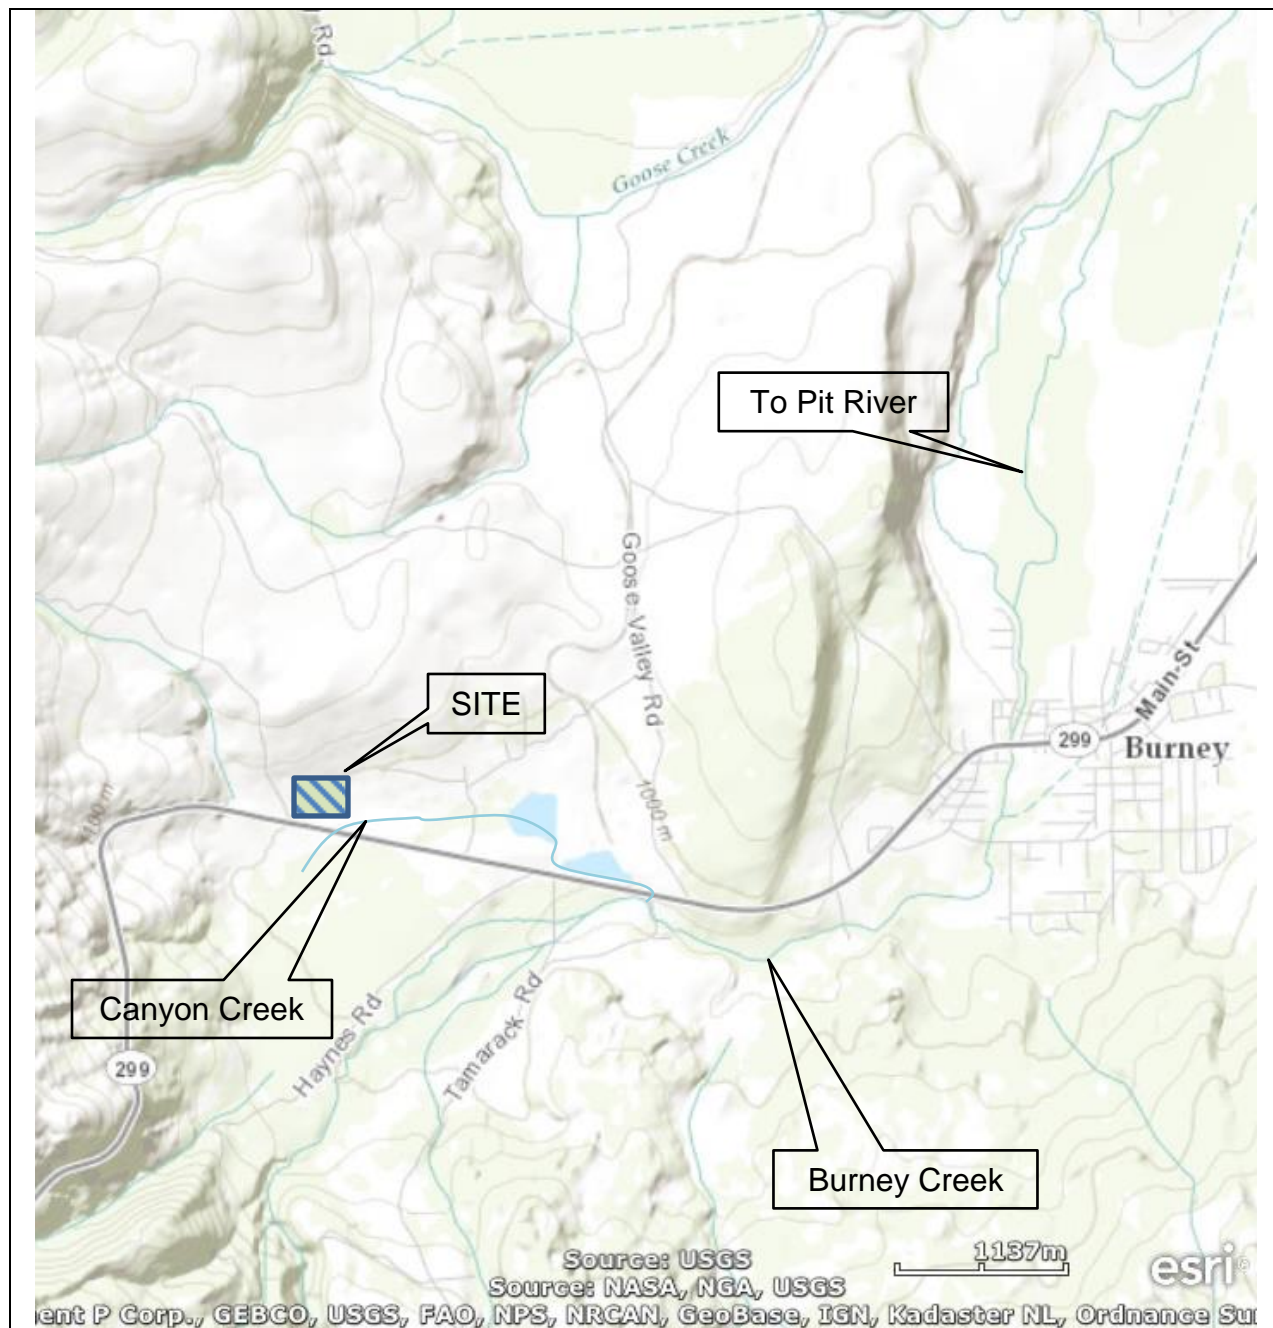 Rd
Goose Creek
To Pit River
Goose Valley Rd
Main St
SITE
299
Burney
1000 m
1100 m
Canyon Creek
Haynes Rd
Tamarack Rd
299
Burney Creek
Source: USGS
1137m
esri
Source: NASA, NGA, USGS
P Corp., GEBCO, USGS, FAO, NPS, NRCAN, GeoBase, IGN, Kadaster NL, Ordnance